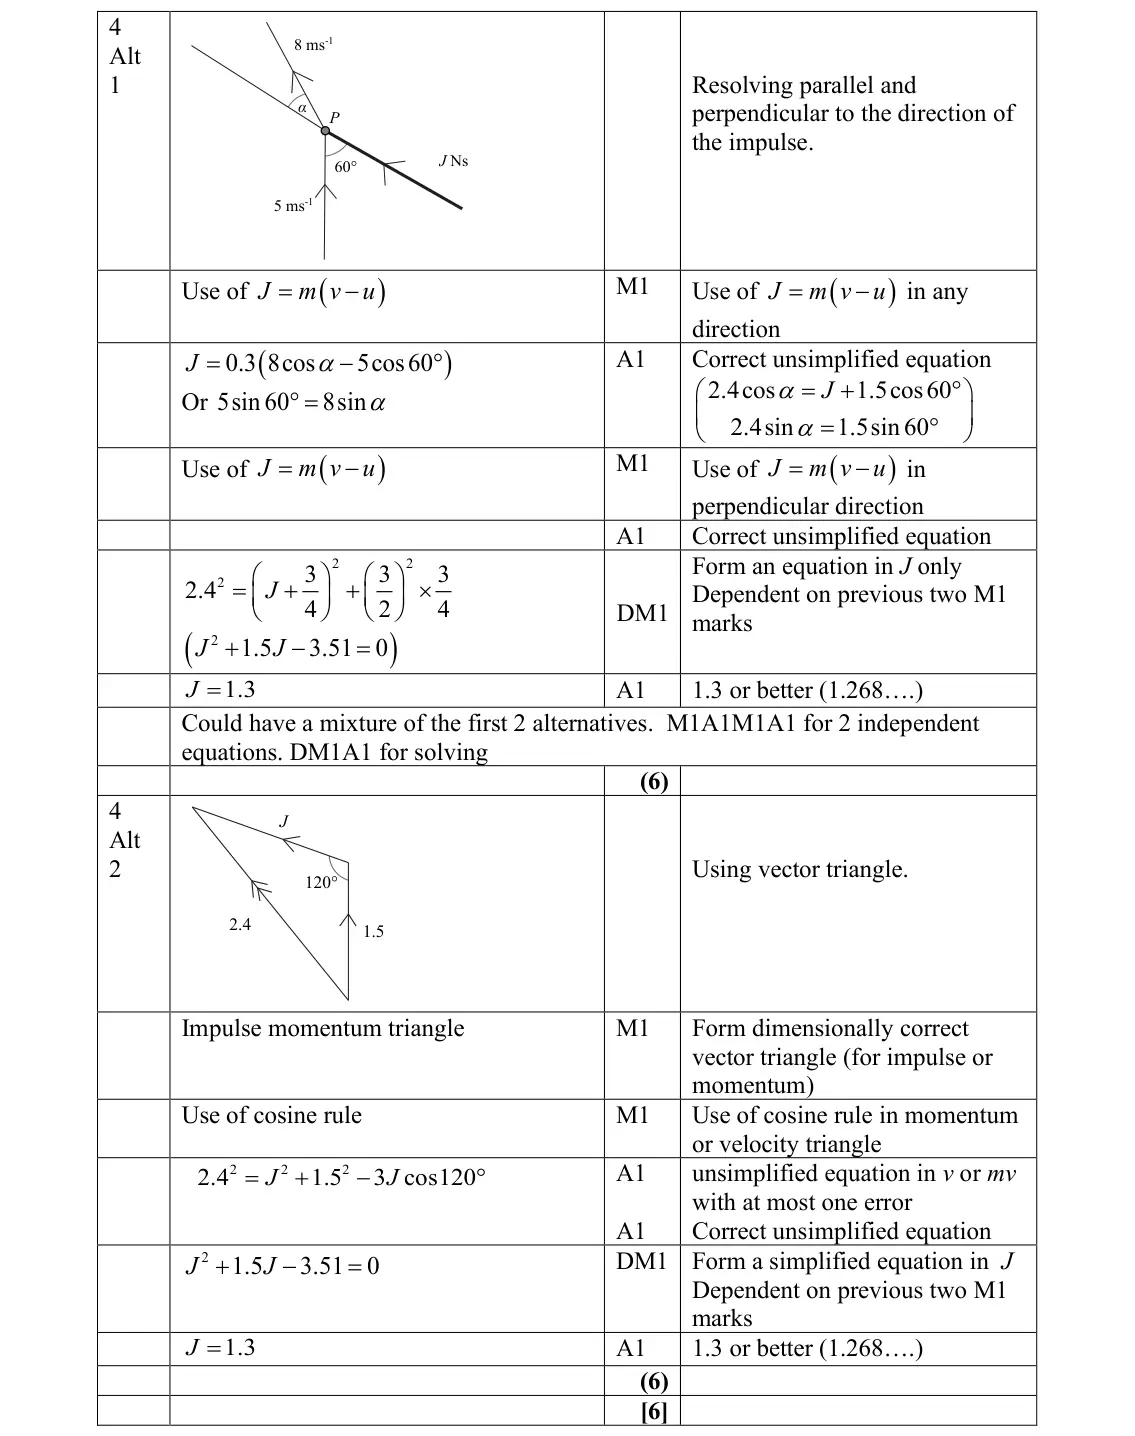 4
Alt
1
8 ms⁻¹
α
P
60°
J Ns
5 ms⁻¹
Resolving parallel and
perpendicular to the direction of
the impulse.
Use of J = m(v − u)
M1
Use of J = m(v − u) in any
direction
J = 0.3(8cos α − 5cos 60°)
Or 5sin 60° = 8sin α
A1
Correct unsimplified equation
(2.4cos α = J + 1.5cos 60°
2.4sin α = 1.5sin 60°)
Use of J = m(v − u)
M1
Use of J = m(v − u) in
perpendicular direction
A1
Correct unsimplified equation
2.4² = (J + 3/4)² + (3/2)² × 3/4
(J² + 1.5J − 3.51 = 0)
DM1
Form an equation in J only
Dependent on previous two M1
marks
J = 1.3
A1
1.3 or better (1.268….)
Could have a mixture of the first 2 alternatives.  M1A1M1A1 for 2 independent
equations. DM1A1 for solving
(6)
4
Alt
2
J
120°
2.4
1.5
Using vector triangle.
Impulse momentum triangle
M1
Form dimensionally correct
vector triangle (for impulse or
momentum)
Use of cosine rule
M1
Use of cosine rule in momentum
or velocity triangle
2.4² = J² + 1.5² − 3J cos120°
A1
unsimplified equation in v or mv
with at most one error
A1
Correct unsimplified equation
J² + 1.5J − 3.51 = 0
DM1
Form a simplified equation in J
Dependent on previous two M1
marks
J = 1.3
A1
1.3 or better (1.268….)
(6)
[6]